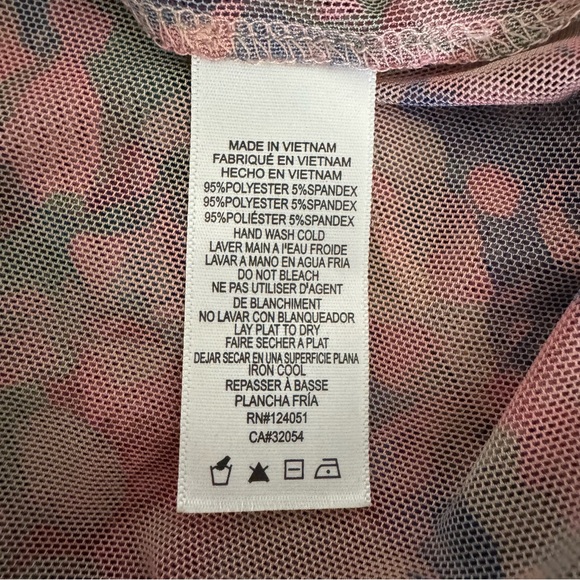 MADE IN VIETNAM
FABRIQUÉ EN VIETNAM
HECHO EN VIETNAM
95%POLYESTER 5%SPANDEX
95%POLYESTER 5%SPANDEX
95%POLIÉSTER 5%SPANDEX
HAND WASH COLD
LAVER MAIN A l'EAU FROIDE
LAVAR A MANO EN AGUA FRIA
DO NOT BLEACH
NE PAS UTILISER D'AGENT
DE BLANCHIMENT
NO LAVAR CON BLANQUEADOR
LAY PLAT TO DRY
FAIRE SECHER A PLAT
DEJAR SECAR EN UNA SUPERFICIE PLANA
IRON COOL
REPASSER À BASSE
PLANCHA FRÍA
RN#124051
CA#32054